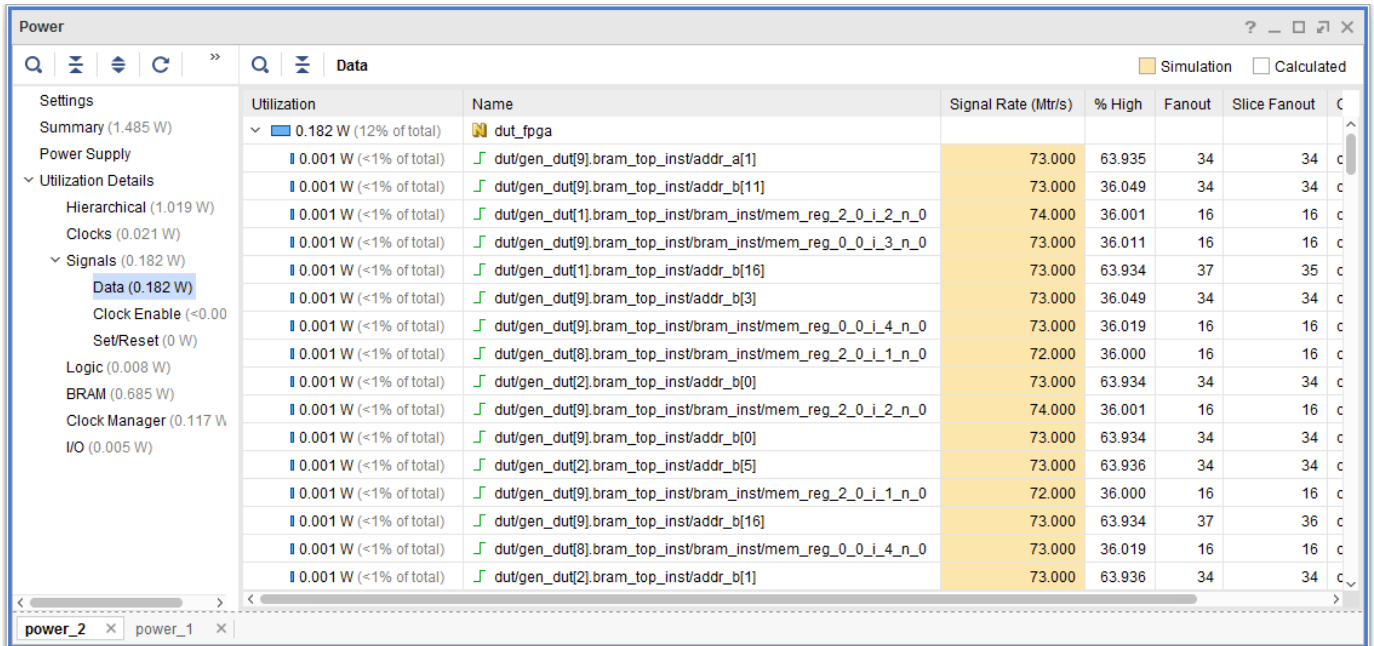 Power
? 
» Data Simulation Calculated
Settings
Summary (1.485 W)
Power Supply
Utilization Details
Hierarchical (1.019 W)
Clocks (0.021 W)
Signals (0.182 W)
Data (0.182 W)
Clock Enable (<0.00
Set/Reset (0 W)
Logic (0.008 W)
BRAM (0.685 W)
Clock Manager (0.117 W
I/O (0.005 W)
Utilization Name Signal Rate (Mtr/s) % High Fanout Slice Fanout C
0.182 W (12% of total) dut_fpga
0.001 W (<1% of total) dut/gen_dut[9].bram_top_inst/addr_a[1] 73.000 63.935 34 34 c
0.001 W (<1% of total) dut/gen_dut[9].bram_top_inst/addr_b[11] 73.000 36.049 34 34 c
0.001 W (<1% of total) dut/gen_dut[1].bram_top_inst/bram_inst/mem_reg_2_0_i_2_n_0 74.000 36.001 16 16 c
0.001 W (<1% of total) dut/gen_dut[9].bram_top_inst/bram_inst/mem_reg_0_0_i_3_n_0 73.000 36.011 16 16 c
0.001 W (<1% of total) dut/gen_dut[1].bram_top_inst/addr_b[16] 73.000 63.934 37 35 c
0.001 W (<1% of total) dut/gen_dut[9].bram_top_inst/addr_b[3] 73.000 36.049 34 34 c
0.001 W (<1% of total) dut/gen_dut[9].bram_top_inst/bram_inst/mem_reg_0_0_i_4_n_0 73.000 36.019 16 16 c
0.001 W (<1% of total) dut/gen_dut[8].bram_top_inst/bram_inst/mem_reg_2_0_i_1_n_0 72.000 36.000 16 16 c
0.001 W (<1% of total) dut/gen_dut[2].bram_top_inst/addr_b[0] 73.000 63.934 34 34 c
0.001 W (<1% of total) dut/gen_dut[9].bram_top_inst/bram_inst/mem_reg_2_0_i_2_n_0 74.000 36.001 16 16 c
0.001 W (<1% of total) dut/gen_dut[9].bram_top_inst/addr_b[0] 73.000 63.934 34 34 c
0.001 W (<1% of total) dut/gen_dut[2].bram_top_inst/addr_b[5] 73.000 63.936 34 34 c
0.001 W (<1% of total) dut/gen_dut[9].bram_top_inst/bram_inst/mem_reg_2_0_i_1_n_0 72.000 36.000 16 16 c
0.001 W (<1% of total) dut/gen_dut[9].bram_top_inst/addr_b[16] 73.000 63.934 37 36 c
0.001 W (<1% of total) dut/gen_dut[8].bram_top_inst/bram_inst/mem_reg_0_0_i_4_n_0 73.000 36.019 16 16 c
0.001 W (<1% of total) dut/gen_dut[2].bram_top_inst/addr_b[1] 73.000 63.936 34 34 c
power_2 × power_1 ×